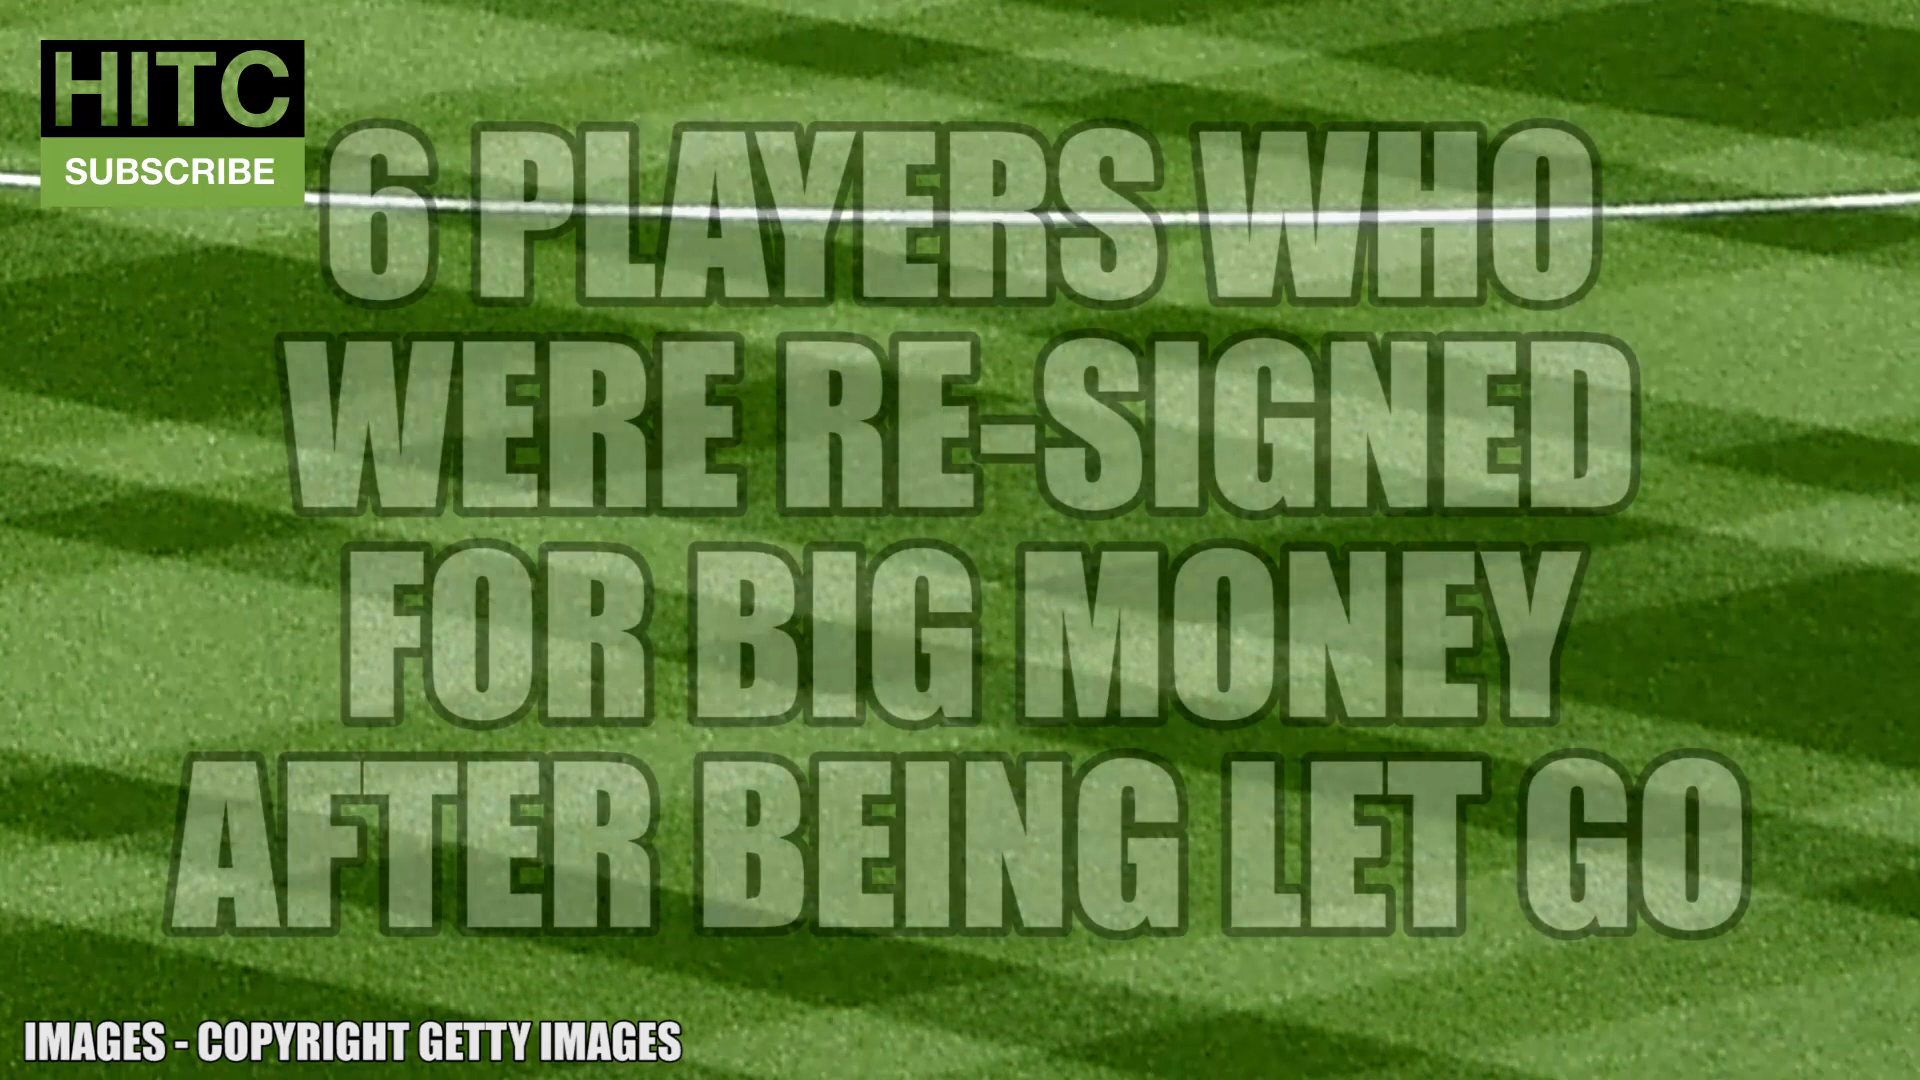 HITC
SUBSCRIBE
6 PLAYERS WHO
WERE RE-SIGNED
FOR BIG MONEY
AFTER BEING LET GO
IMAGES - COPYRIGHT GETTY IMAGES